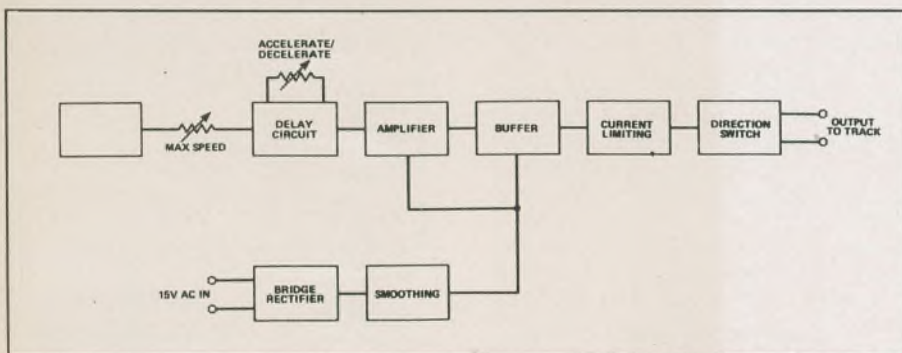 ACCELERATE/
DECELERATE
MAX SPEED
DELAY
CIRCUIT
AMPLIFIER
BUFFER
CURRENT
LIMITING
DIRECTION
SWITCH
OUTPUT
TO TRACK
15V AC IN
BRIDGE
RECTIFIER
SMOOTHING